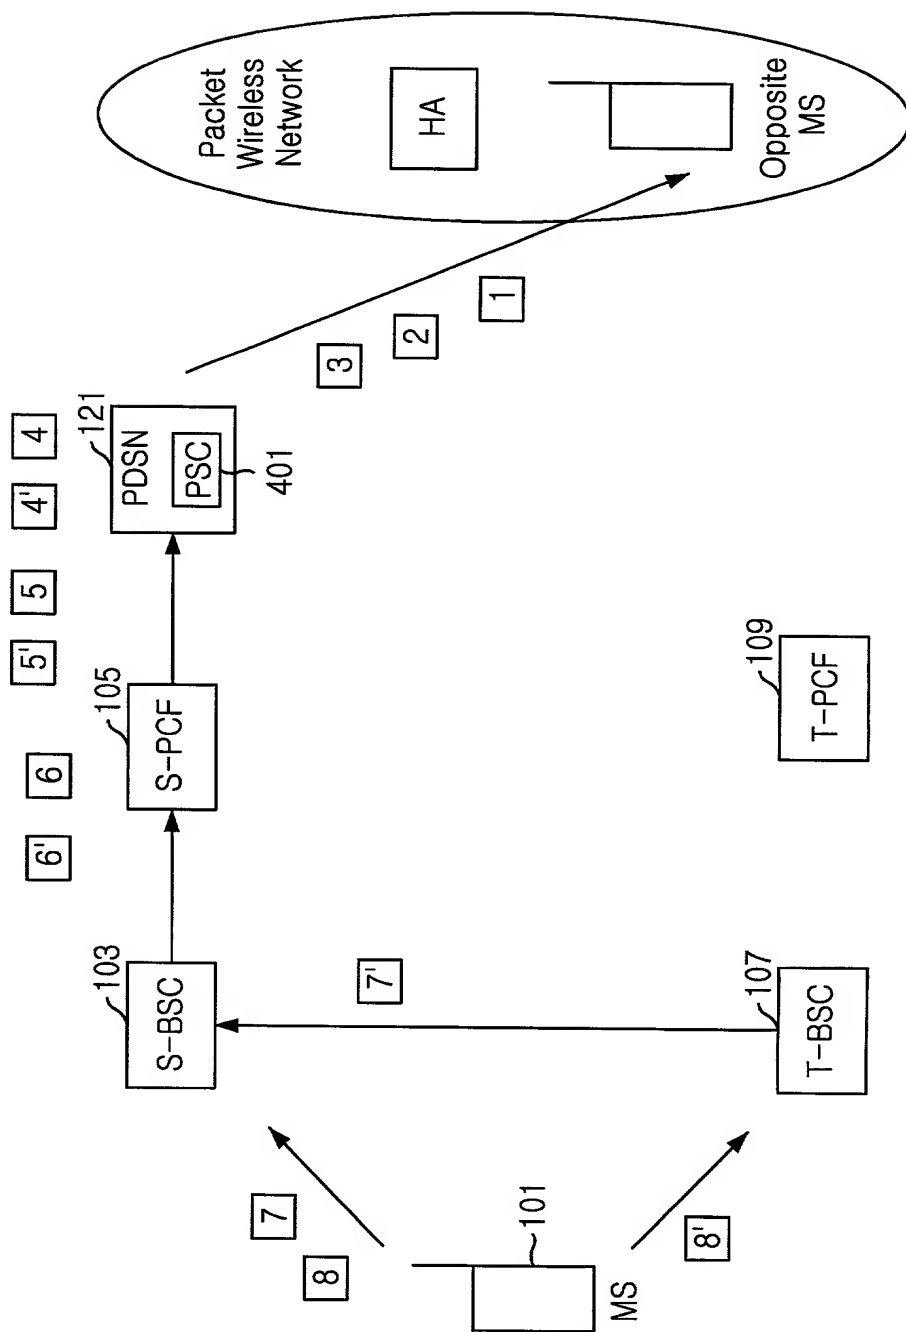 6'
6
5'
5
4'
4
103
105
121
S-BSC
S-PCF
PDSN
PSC
401
Packet
Wireless
Network
7
8
3
7'
2
HA
1
101
MS
8'
107
109
Opposite
MS
T-BSC
T-PCF